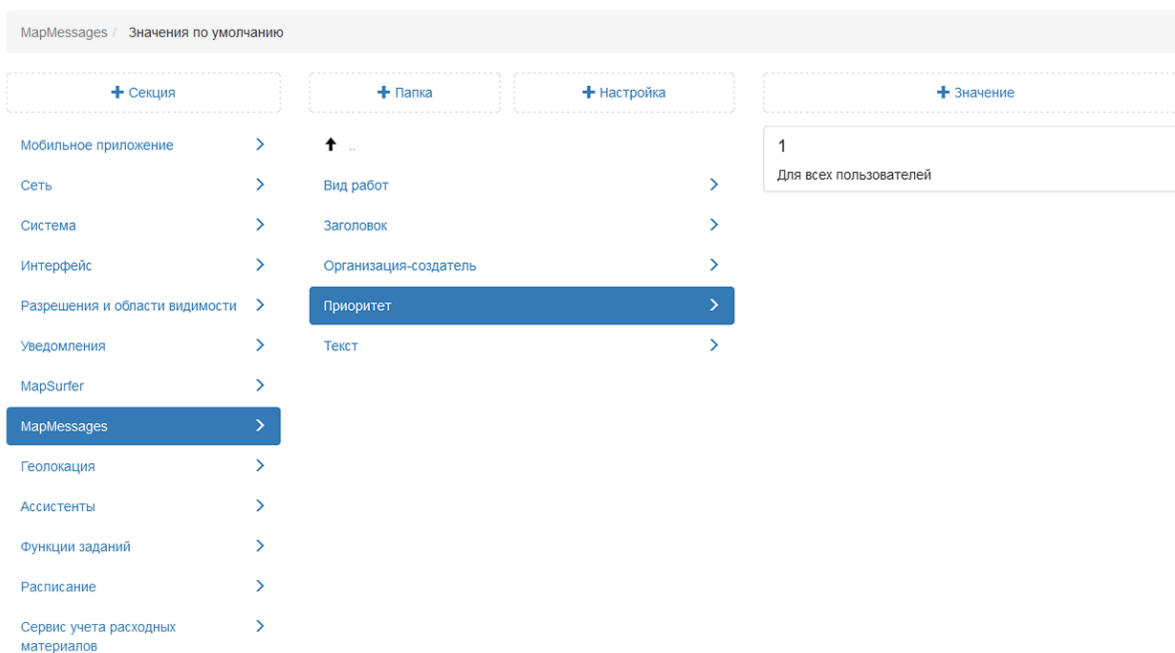 MapMessages / Значения по умолчанию
+ Секция
+ Папка
+ Настройка
+ Значение
Мобильное приложение
Сеть
Система
Интерфейс
Разрешения и области видимости
Уведомления
MapSurfer
MapMessages
Геолокация
Ассистенты
Функции заданий
Расписание
Сервис учета расходных
материалов
..
Вид работ
Заголовок
Организация-создатель
Приоритет
Текст
1
Для всех пользователей